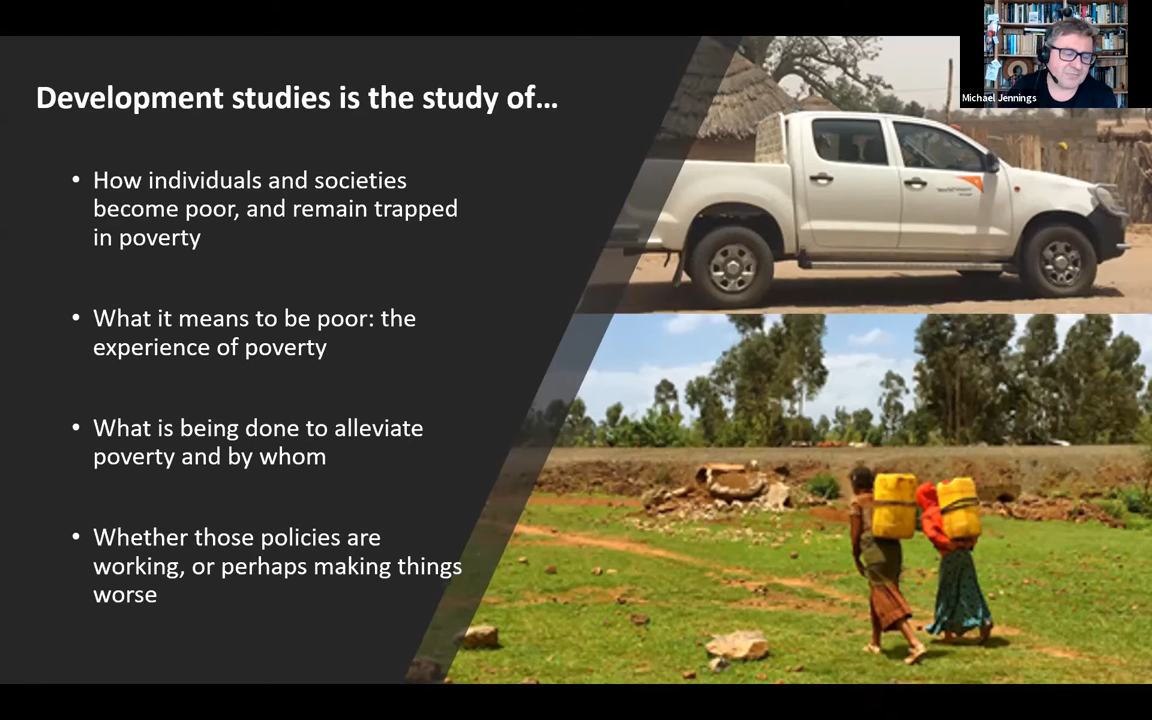 Development studies is the study of...
• How individuals and societies
become poor, and remain trapped
in poverty
• What it means to be poor: the
experience of poverty
• What is being done to alleviate
poverty and by whom
• Whether those policies are
working, or perhaps making things
worse
Michael Jennings
World Vision